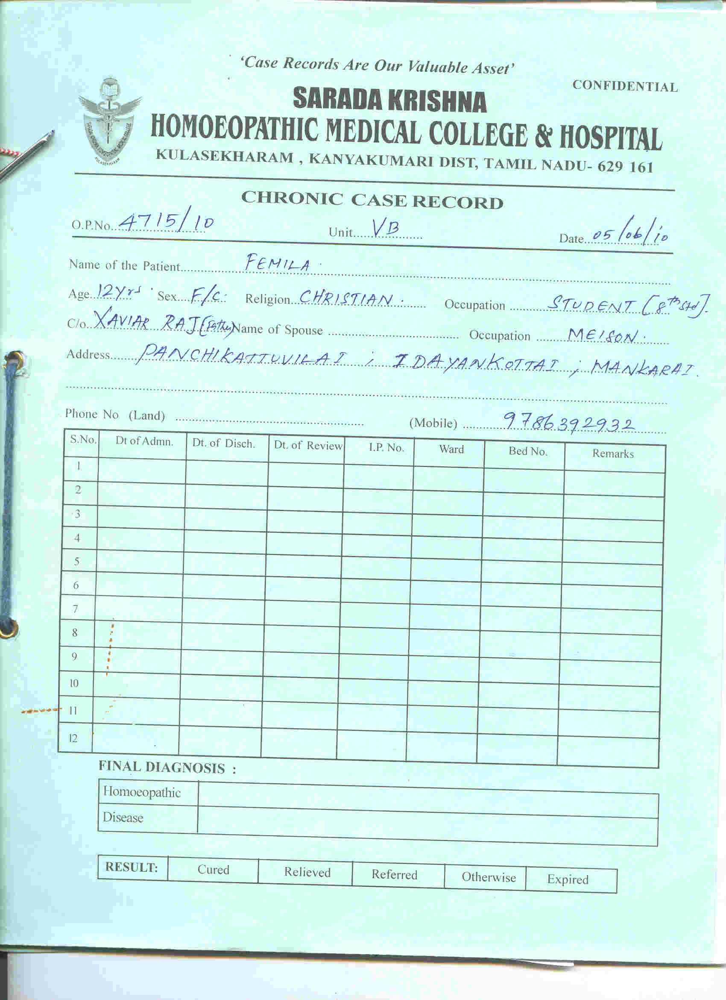 'Case Records Are Our Valuable Asset'
CONFIDENTIAL
SARADA KRISHNA
HOMOEOPATHIC MEDICAL COLLEGE & HOSPITAL
KULASEKHARAM , KANYAKUMARI DIST, TAMIL NADU- 629 161
KULASEKHARAM
CHRONIC CASE RECORD
O.P.No. 4715/10 Unit VB Date 05/06/10
Name of the Patient FEMILA
Age 12 Yrs Sex F/C Religion CHRISTIAN Occupation STUDENT [8th Std].
C/o XAVIAR RAJ (Father) Name of Spouse Occupation MEISON
Address PANCHIKATTUVILAI ; IDAYANKOTTAI ; MANKARAI.
Phone No (Land) (Mobile) 9786392932
S.No. Dt of Admn. Dt. of Disch. Dt. of Review I.P. No. Ward Bed No. Remarks
1
2
3
4
5
6
7
8
9
10
11
12
FINAL DIAGNOSIS :
Homoeopathic
Disease
RESULT: Cured Relieved Referred Otherwise Expired